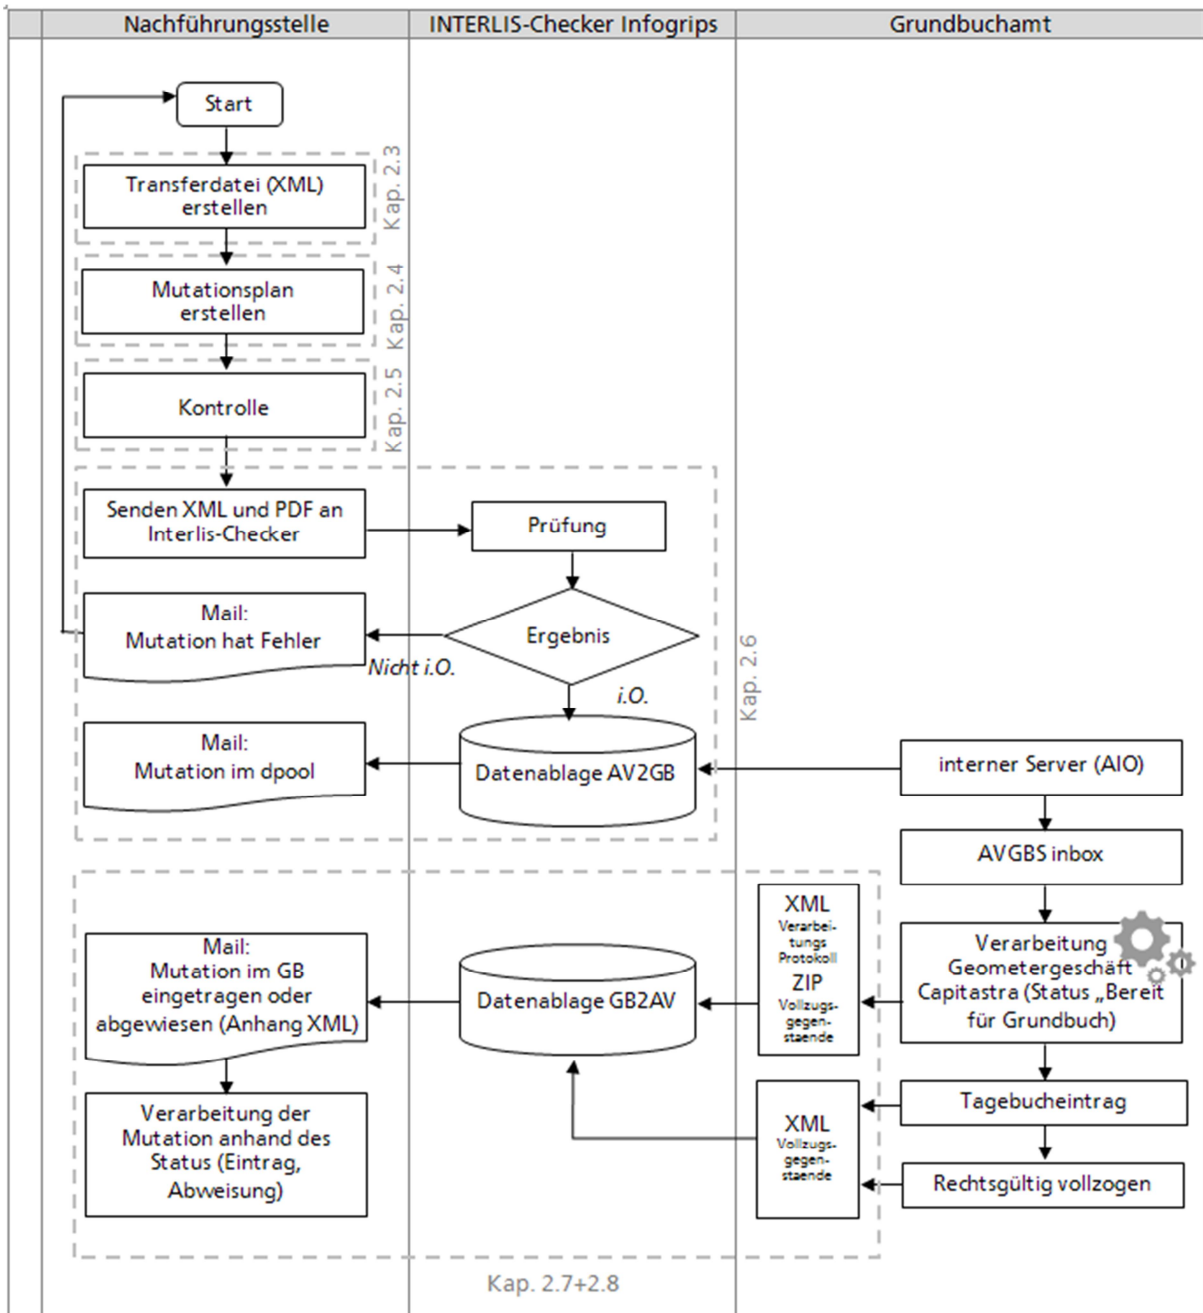 Nachführungsstelle
INTERLIS-Checker Infogrips
Grundbuchamt
Start
Transferdatei (XML)
erstellen
Kap. 2.3
Mutationsplan
erstellen
Kap. 2.4
Kontrolle
Kap. 2.5
Senden XML und PDF an
Interlis-Checker
Prüfung
Mail:
Mutation hat Fehler
Ergebnis
Nicht i.O.
i.O.
Kap. 2.6
Mail:
Mutation im dpool
Datenablage AV2GB
interner Server (AIO)
AVGBS inbox
Verarbeitung
Geometergeschäft
Capitastra (Status „Bereit
für Grundbuch)
XML
Verarbei-
tungs
Protokoll
ZIP
Vollzugs-
gegen-
staende
Datenablage GB2AV
Mail:
Mutation im GB
eingetragen oder
abgewiesen (Anhang XML)
Verarbeitung der
Mutation anhand des
Status (Eintrag,
Abweisung)
XML
Vollzugs-
gegen-
staende
Tagebucheintrag
Rechtsgültig vollzogen
Kap. 2.7+2.8